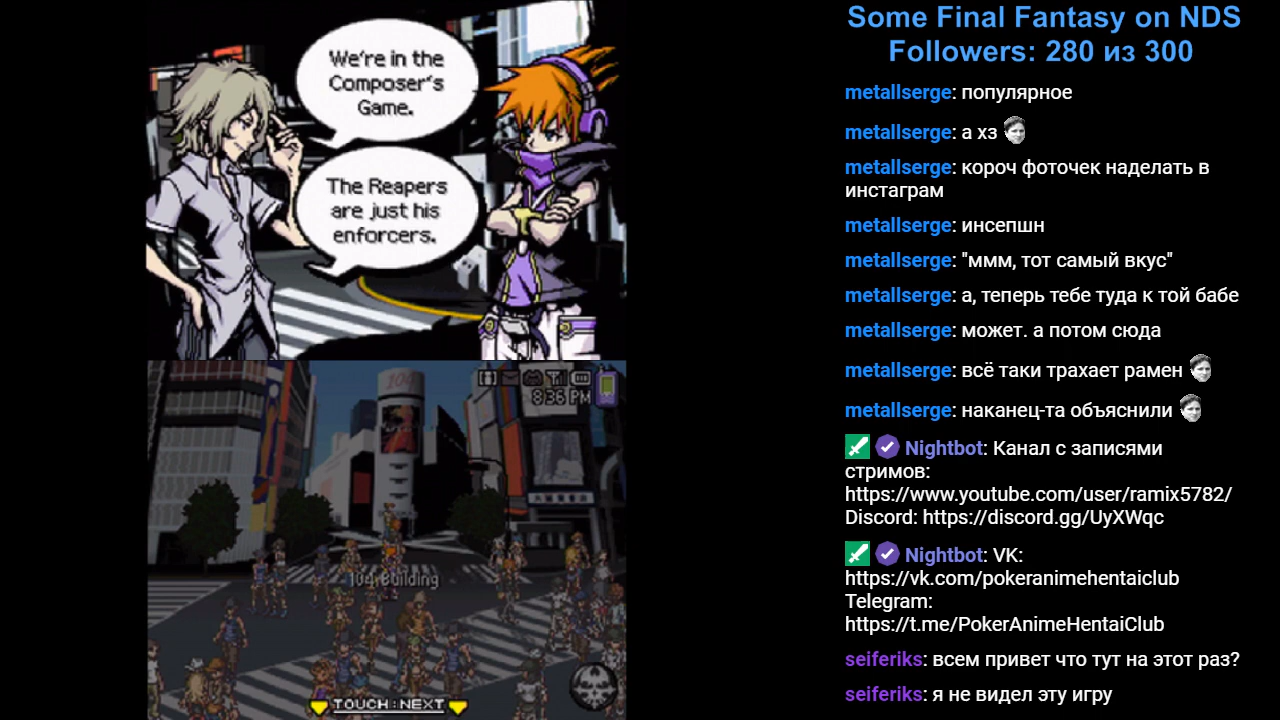 We're in the
Composer's
Game.
The Reapers
are just his
enforcers.
104
8:36 PM
104 Building
TOUCH:NEXT
Some Final Fantasy on NDS
Followers: 280 из 300
metallserge: популярное
metallserge: а хз
metallserge: короч фоточек наделать в
инстаграм
metallserge: инсепшн
metallserge: "ммм, тот самый вкус"
metallserge: а, теперь тебе туда к той бабе
metallserge: может. а потом сюда
metallserge: всё таки трахает рамен
metallserge: наканец-та объяснили
Nightbot: Канал с записями
стримов:
https://www.youtube.com/user/ramix5782/
Discord: https://discord.gg/UyXWqc
Nightbot: VK:
https://vk.com/pokeranimehentaiclub
Telegram:
https://t.me/PokerAnimeHentaiClub
seiferiks: всем привет что тут на этот раз?
seiferiks: я не видел эту игру